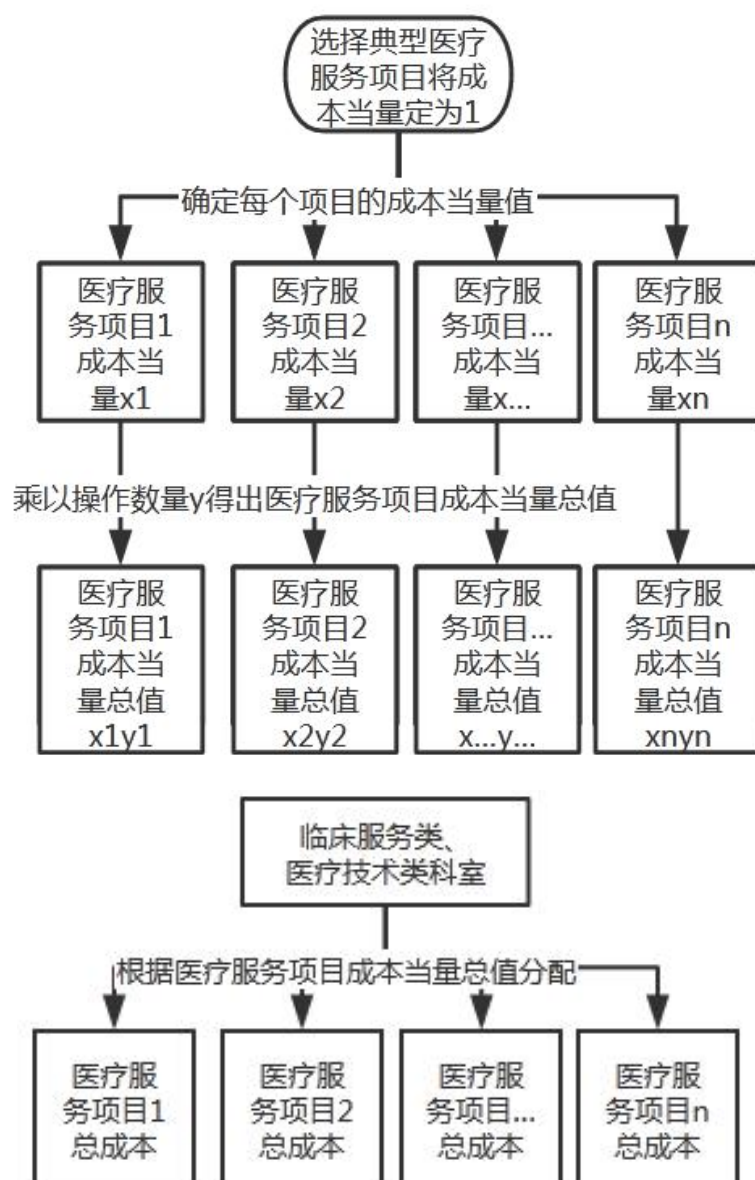 选择典型医疗
服务项目将成
本当量定为1
确定每个项目的成本当量值
医疗服
务项目1
成本当
量x1
医疗服
务项目2
成本当
量x2
医疗服
务项目...
成本当
量x...
医疗服
务项目n
成本当
量xn
乘以操作数量y得出医疗服务项目成本当量总值
医疗服
务项目1
成本当
量总值
x1y1
医疗服
务项目2
成本当
量总值
x2y2
医疗服
务项目...
成本当
量总值
x...y...
医疗服
务项目n
成本当
量总值
xnyn
临床服务类、
医疗技术类科室
根据医疗服务项目成本当量总值分配
医疗服
务项目1
总成本
医疗服
务项目2
总成本
医疗服
务项目...
总成本
医疗服
务项目n
总成本